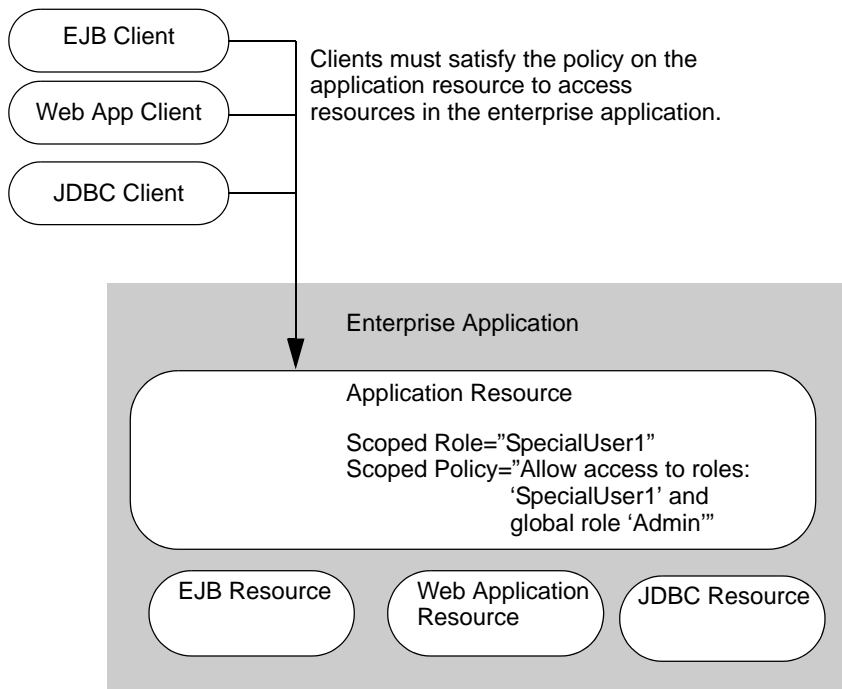 EJB Client
Web App Client
JDBC Client
Clients must satisfy the policy on the
application resource to access
resources in the enterprise application.
Enterprise Application
Application Resource
Scoped Role=”SpecialUser1”
Scoped Policy=”Allow access to roles:
‘SpecialUser1’ and
global role ‘Admin’”
EJB Resource
Web Application
Resource
JDBC Resource